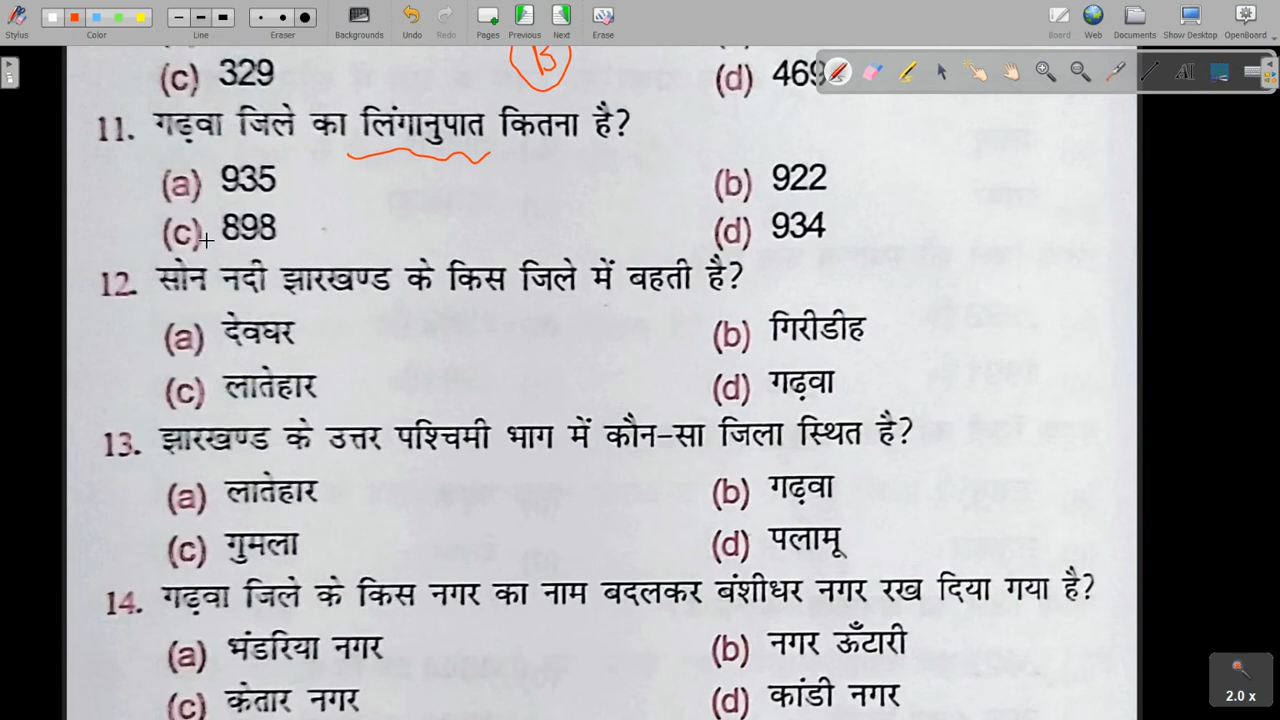 Stylus
Color
Line
Eraser
Backgrounds
Undo
Redo
Pages
Previous
Next
Erase
Board
Web
Documents
Show Desktop
OpenBoard
B
(c) 329
(d) 469
11. गढ़वा जिले का लिंगानुपात कितना है?
(a) 935
(b) 922
(c) 898
(d) 934
12. सोन नदी झारखण्ड के किस जिले में बहती है?
(a) देवघर
(b) गिरीडीह
(c) लातेहार
(d) गढ़वा
13. झारखण्ड के उत्तर पश्चिमी भाग में कौन-सा जिला स्थित है?
(a) लातेहार
(b) गढ़वा
(c) गुमला
(d) पलामू
14. गढ़वा जिले के किस नगर का नाम बदलकर बंशीधर नगर रख दिया गया है?
(a) भंडरिया नगर
(b) नगर ऊँटारी
(c) केतार नगर
(d) कांडी नगर
2.0 x